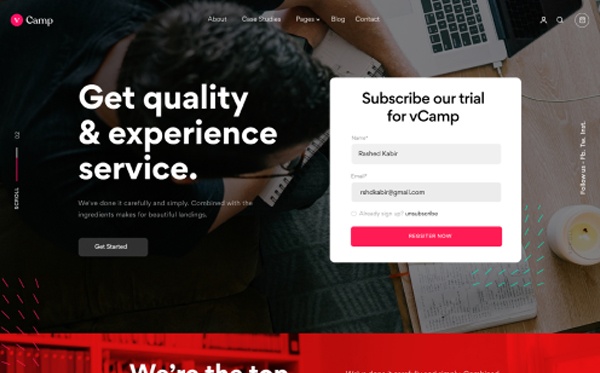 V Camp
About Case Studies Pages Blog Contact
Get quality
& experience
service.
We've done it carefully and simply. Combined with the
ingredients makes for beautiful landings.
Get Started
SCROLL 02
Subscribe our trial
for vCamp
Name*
Rashed Kabir
Email*
rshdkabir@gmail.com
Already sign up? unsubscribe
REGISTER NOW
Follow us - Fb. Tw. Inst.
We're the top
We've done it carefully and simply. Combined